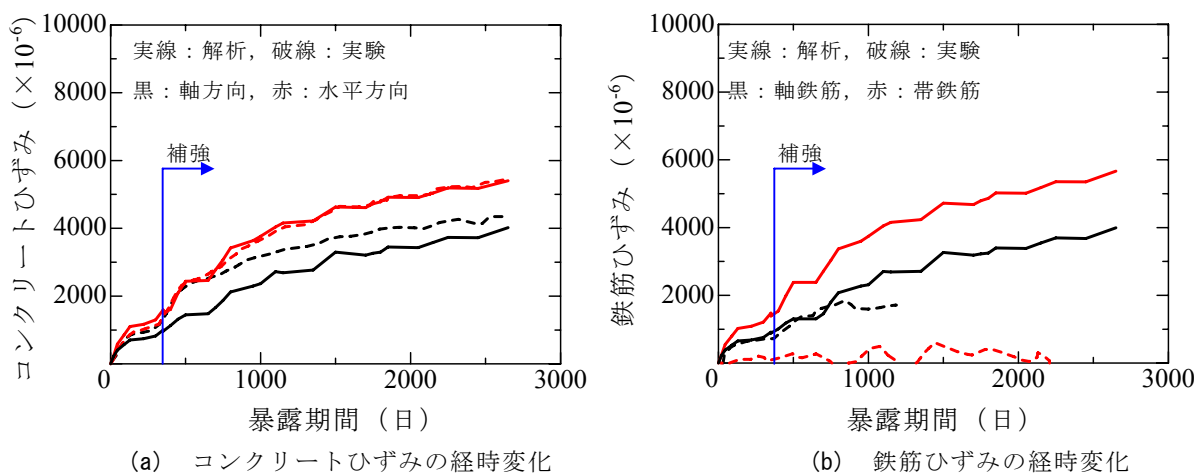 コンクリートひずみ（×10-6）
10000
8000
6000
4000
2000
0
1000
2000
3000
実線：解析，破線：実験
黒：軸方向，赤：水平方向
補強
暴露期間（日）
(a) コンクリートひずみの経時変化
鉄筋ひずみ（×10-6）
10000
8000
6000
4000
2000
0
0
1000
2000
3000
実線：解析，破線：実験
黒：軸鉄筋，赤：帯鉄筋
補強
暴露期間（日）
(b) 鉄筋ひずみの経時変化